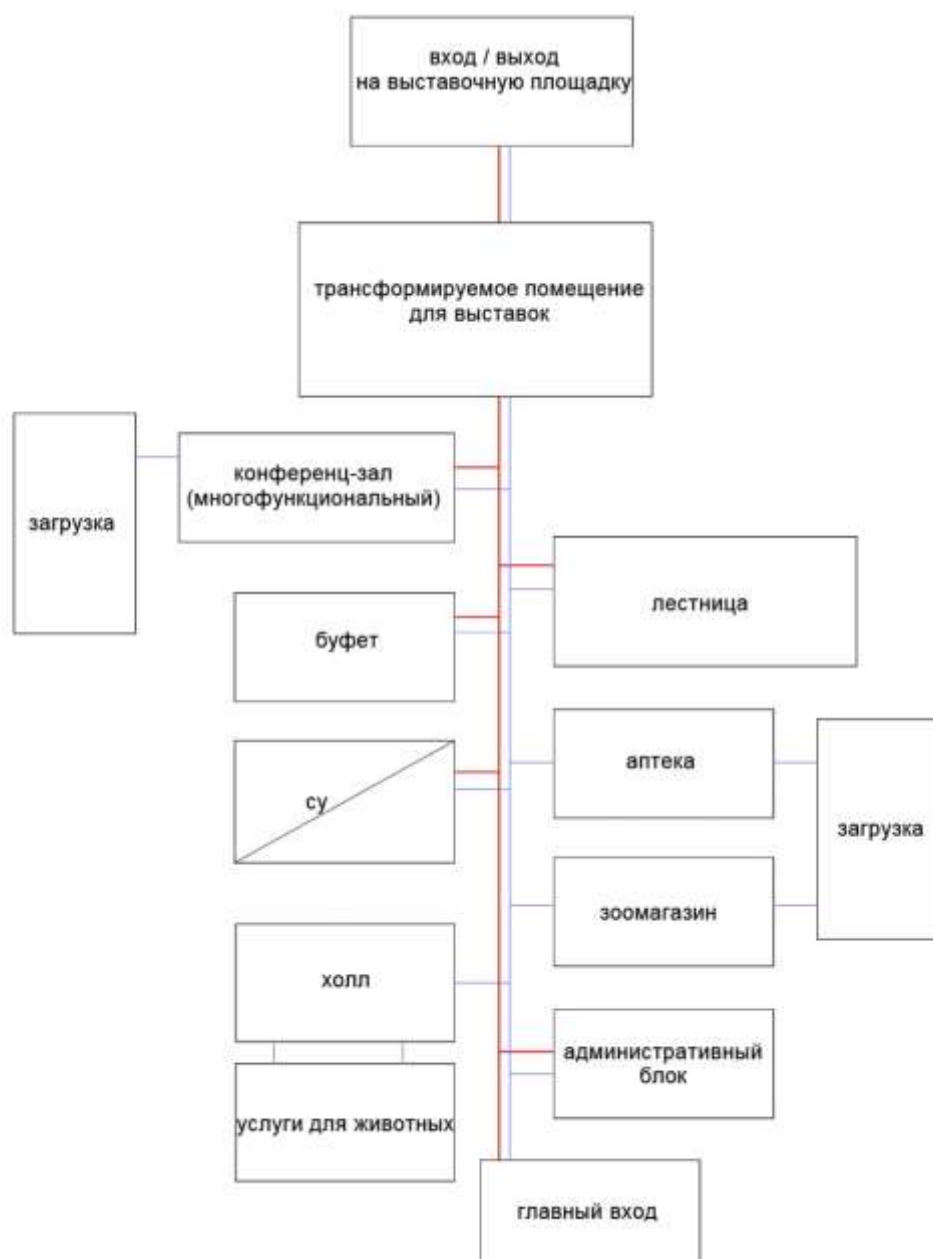 вход / выход
на выставочную площадку
трансформируемое помещение
для выставок
конференц-зал
(многофункциональный)
загрузка
лестница
буфет
аптека
су
загрузка
зоомагазин
холл
административный
блок
услуги для животных
главный вход